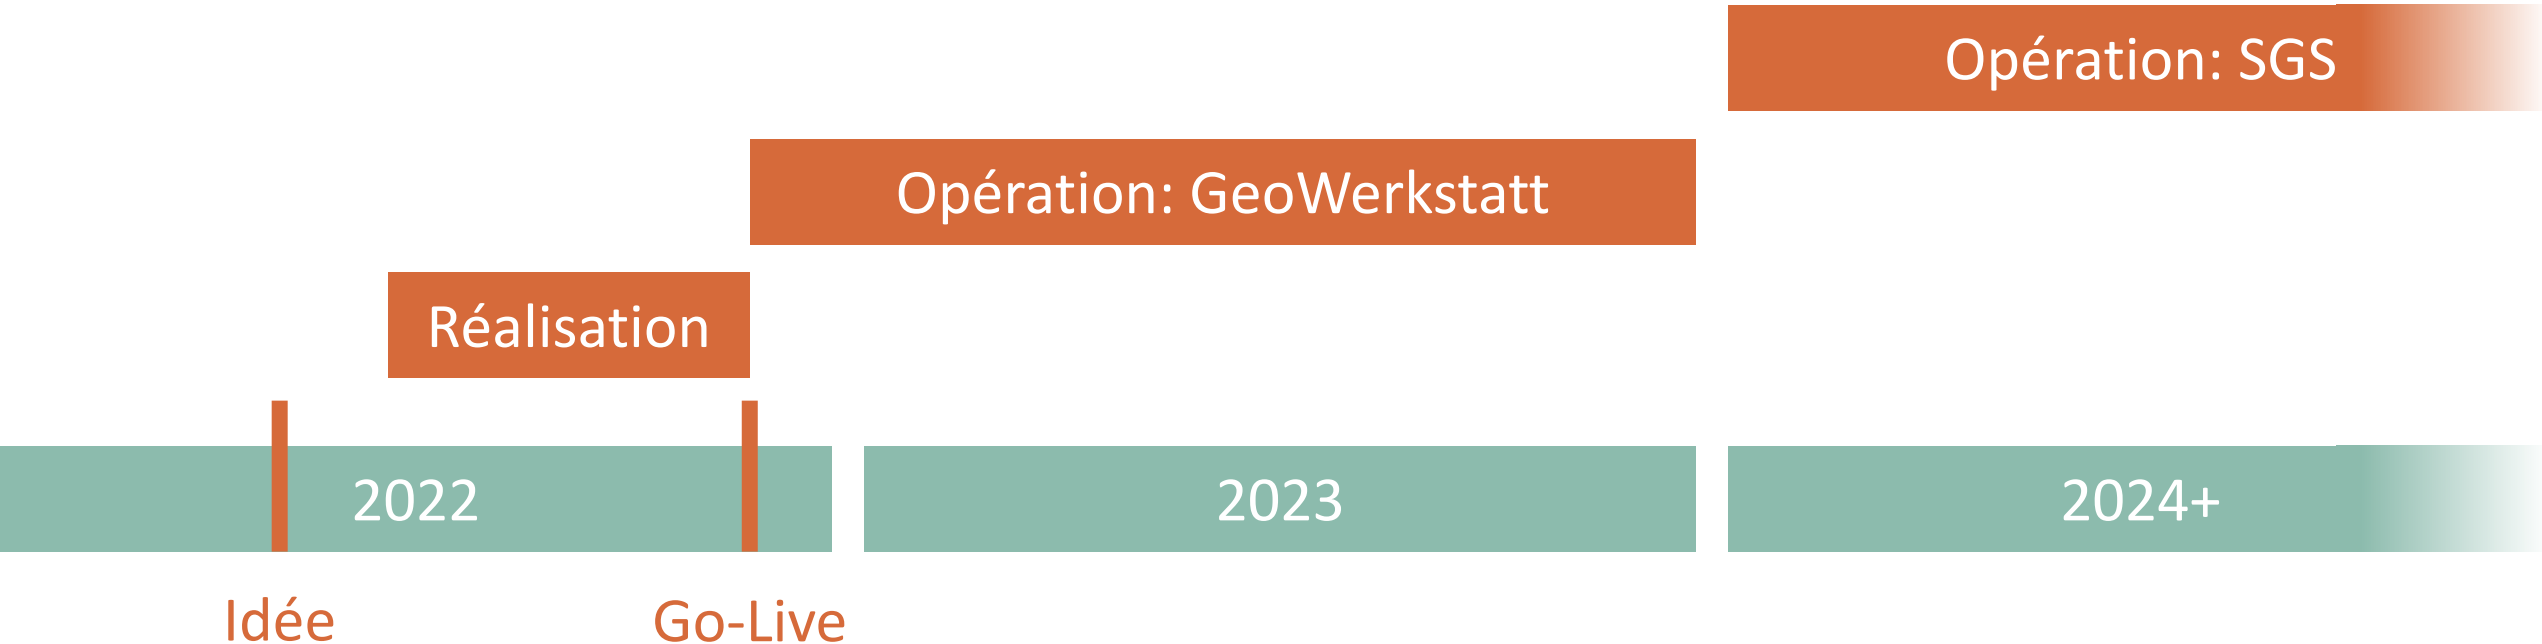 Opération: SGS
Opération: GeoWerkstatt
Réalisation
2022
2023
2024+
Idée
Go-Live